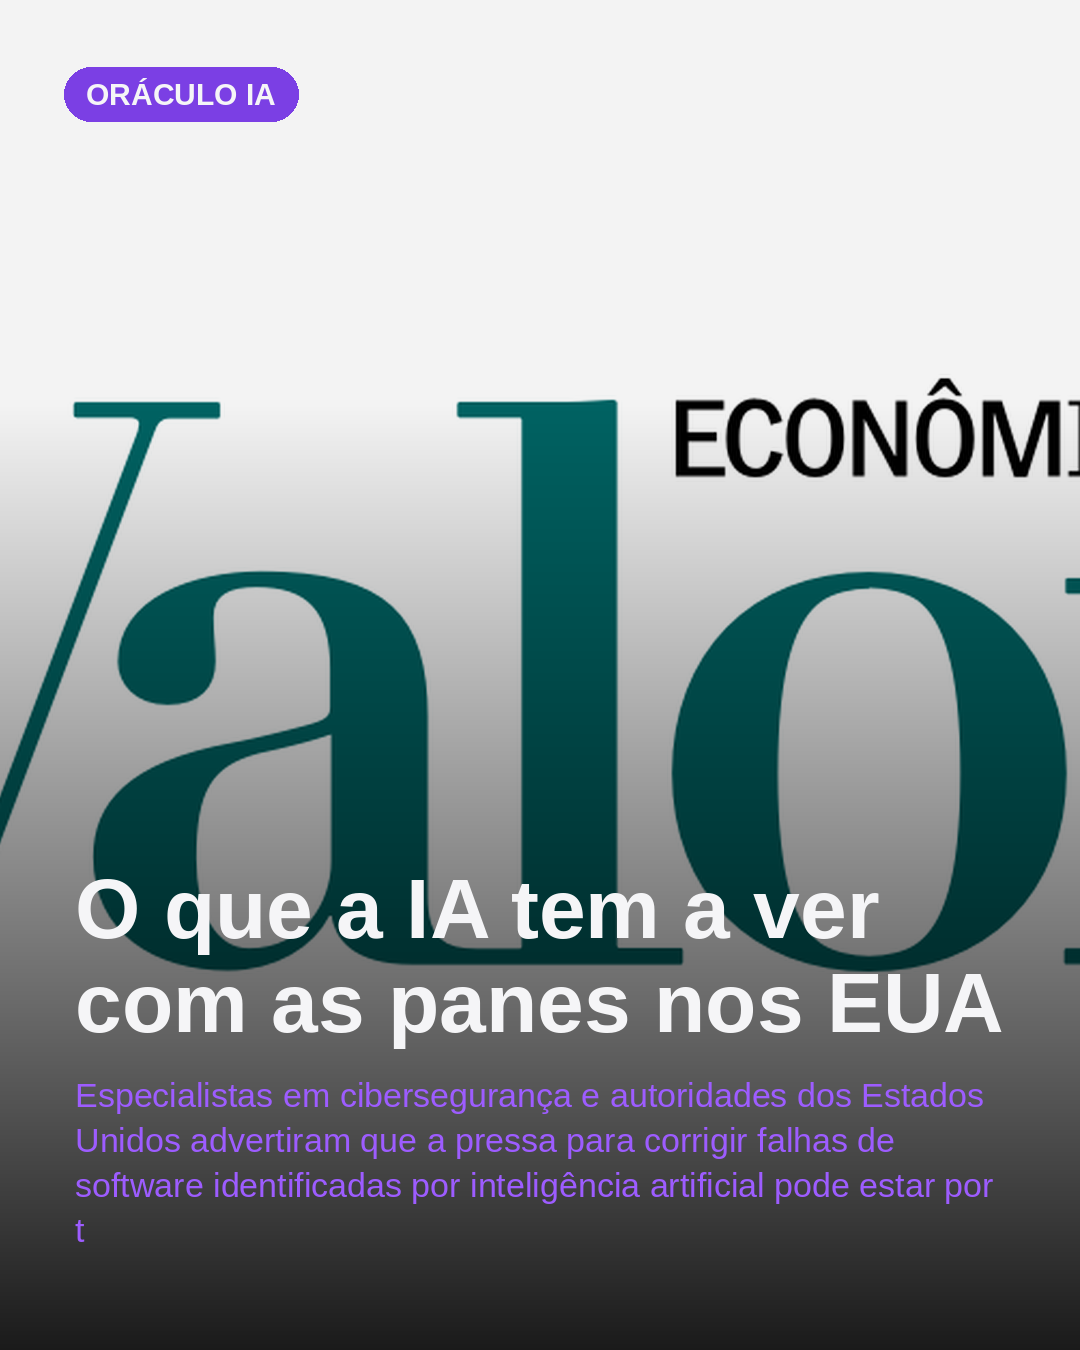 ORÁCULO IA
ECONÔMI
Valor
O que a IA tem a ver
com as panes nos EUA
Especialistas em cibersegurança e autoridades dos Estados
Unidos advertiram que a pressa para corrigir falhas de
software identificadas por inteligência artificial pode estar por
t